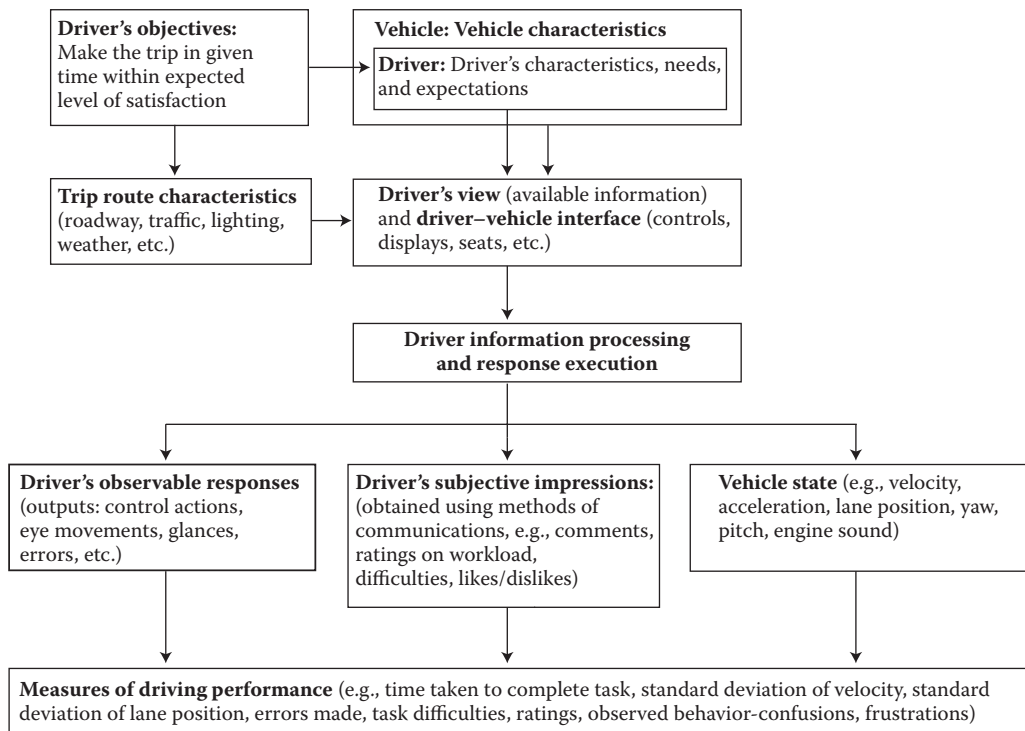 Driver's objectives:
Make the trip in given
time within expected
level of satisfaction
Vehicle: Vehicle characteristics
Driver: Driver's characteristics, needs,
and expectations
Trip route characteristics
(roadway, traffic, lighting,
weather, etc.)
Driver's view (available information)
and driver–vehicle interface (controls,
displays, seats, etc.)
Driver information processing
and response execution
Driver's observable responses
(outputs: control actions,
eye movements, glances,
errors, etc.)
Driver's subjective impressions:
(obtained using methods of
communications, e.g., comments,
ratings on workload,
difficulties, likes/dislikes)
Vehicle state (e.g., velocity,
acceleration, lane position, yaw,
pitch, engine sound)
Measures of driving performance (e.g., time taken to complete task, standard deviation of velocity, standard
deviation of lane position, errors made, task difficulties, ratings, observed behavior-confusions, frustrations)